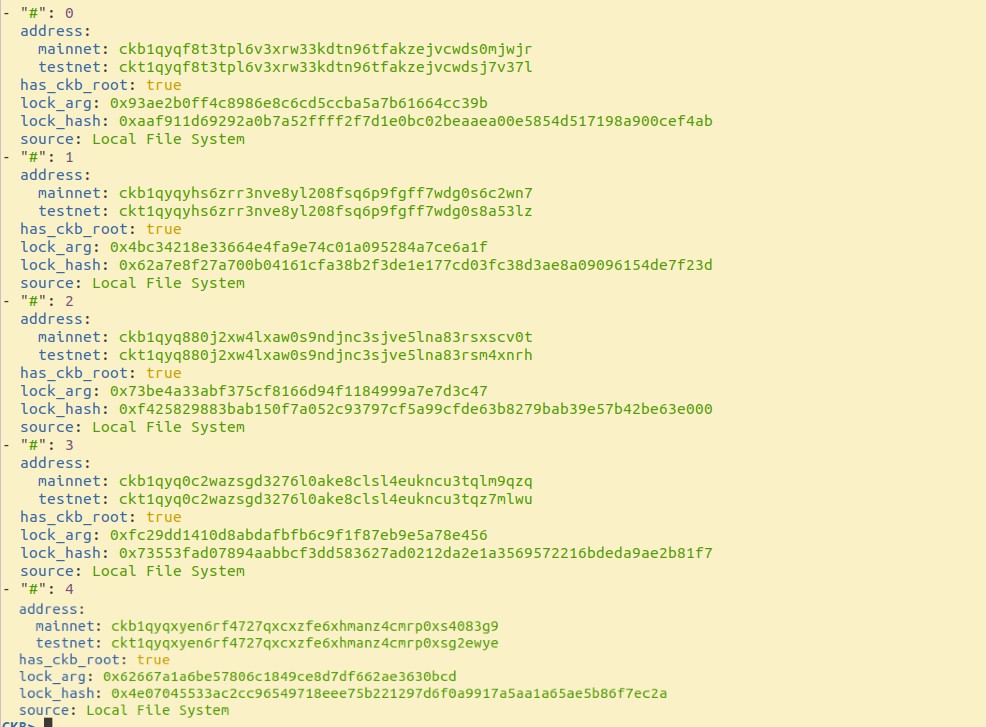 - "#": 0
address:
mainnet: ckb1qyqf8t3tpl6v3xrw33kdtn96tfakzejvcwds0mjwjr
testnet: ckt1qyqf8t3tpl6v3xrw33kdtn96tfakzejvcwdsj7v37l
has_ckb_root: true
lock_arg: 0x93ae2b0ff4c8986e8c6cd5ccba5a7b61664cc39b
lock_hash: 0xaaf911d69292a0b7a52ffff2f7d1e0bc02beaaea00e5854d517198a900cef4ab
source: Local File System
- "#": 1
address:
mainnet: ckb1qyqyhs6zrr3nve8yl208fsq6p9fgff7wdg0s6c2wn7
testnet: ckt1qyqyhs6zrr3nve8yl208fsq6p9fgff7wdg0s8a53lz
has_ckb_root: true
lock_arg: 0x4bc34218e33664e4fa9e74c01a095284a7ce6a1f
lock_hash: 0x62a7e8f27a700b04161cfa38b2f3de1e177cd03fc38d3ae8a09096154de7f23d
source: Local File System
- "#": 2
address:
mainnet: ckb1qyq880j2xw4lxaw0s9ndjnc3sjve5lna83rsxscv0t
testnet: ckt1qyq880j2xw4lxaw0s9ndjnc3sjve5lna83rsm4xnrh
has_ckb_root: true
lock_arg: 0x73be4a33abf375cf8166d94f1184999a7e7d3c47
lock_hash: 0xf425829883bab150f7a052c93797cf5a99cfde63b8279bab39e57b42be63e000
source: Local File System
- "#": 3
address:
mainnet: ckb1qyq0c2wazsgd3276l0ake8clsl4eukncu3tqlm9qzq
testnet: ckt1qyq0c2wazsgd3276l0ake8clsl4eukncu3tqz7mlwu
has_ckb_root: true
lock_arg: 0xfc29dd1410d8abdafbfb6c9f1f87eb9e5a78e456
lock_hash: 0x73553fad07894aabbcf3dd583627ad0212da2e1a3569572216bdeda9ae2b81f7
source: Local File System
- "#": 4
address:
mainnet: ckb1qyqxyen6rf4727qxcxzfe6xhmanz4cmrp0xs4083g9
testnet: ckt1qyqxyen6rf4727qxcxzfe6xhmanz4cmrp0xsg2ewye
has_ckb_root: true
lock_arg: 0x62667a1a6be57806c1849ce8d7df662ae3630bcd
lock_hash: 0x4e07045533ac2cc96549718eee75b221297d6f0a9917a5aa1a65ae5b86f7ec2a
source: Local File System
CKB>